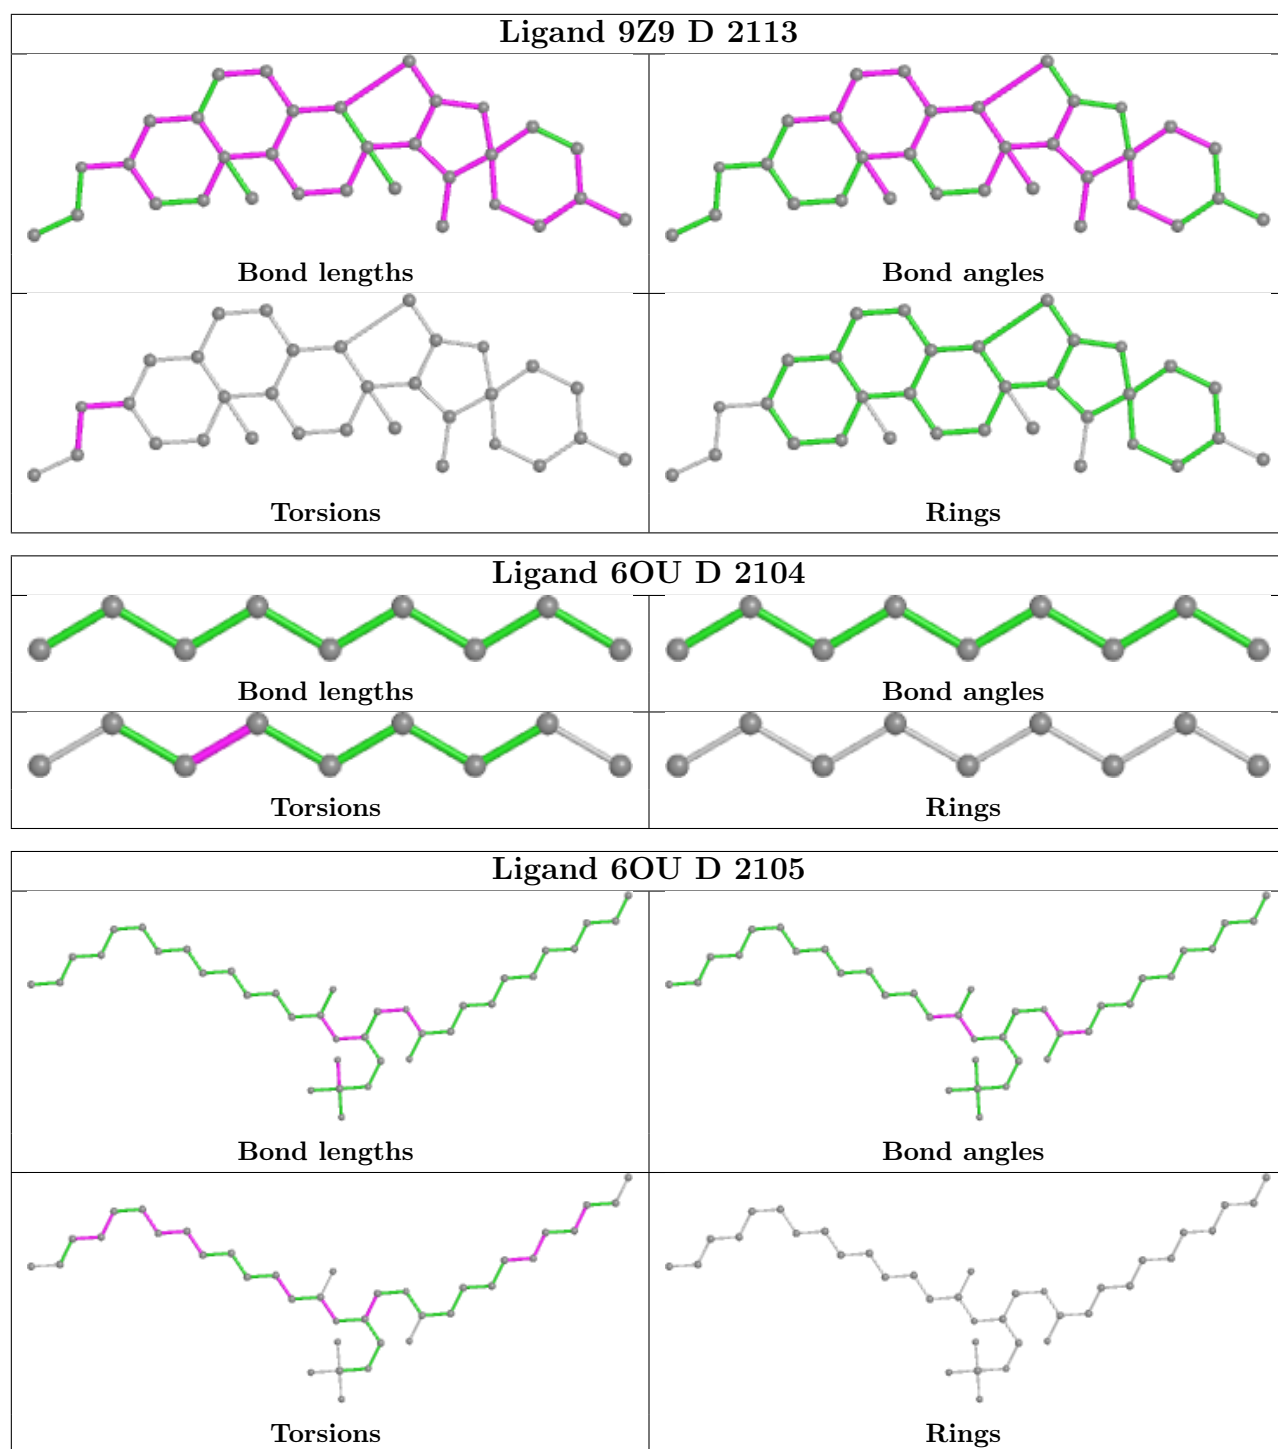 Ligand 9Z9 D 2113
Bond lengths
Bond angles
Torsions
Rings
Ligand 6OU D 2104
Bond lengths
Bond angles
Torsions
Rings
Ligand 6OU D 2105
Bond lengths
Bond angles
Torsions
Rings